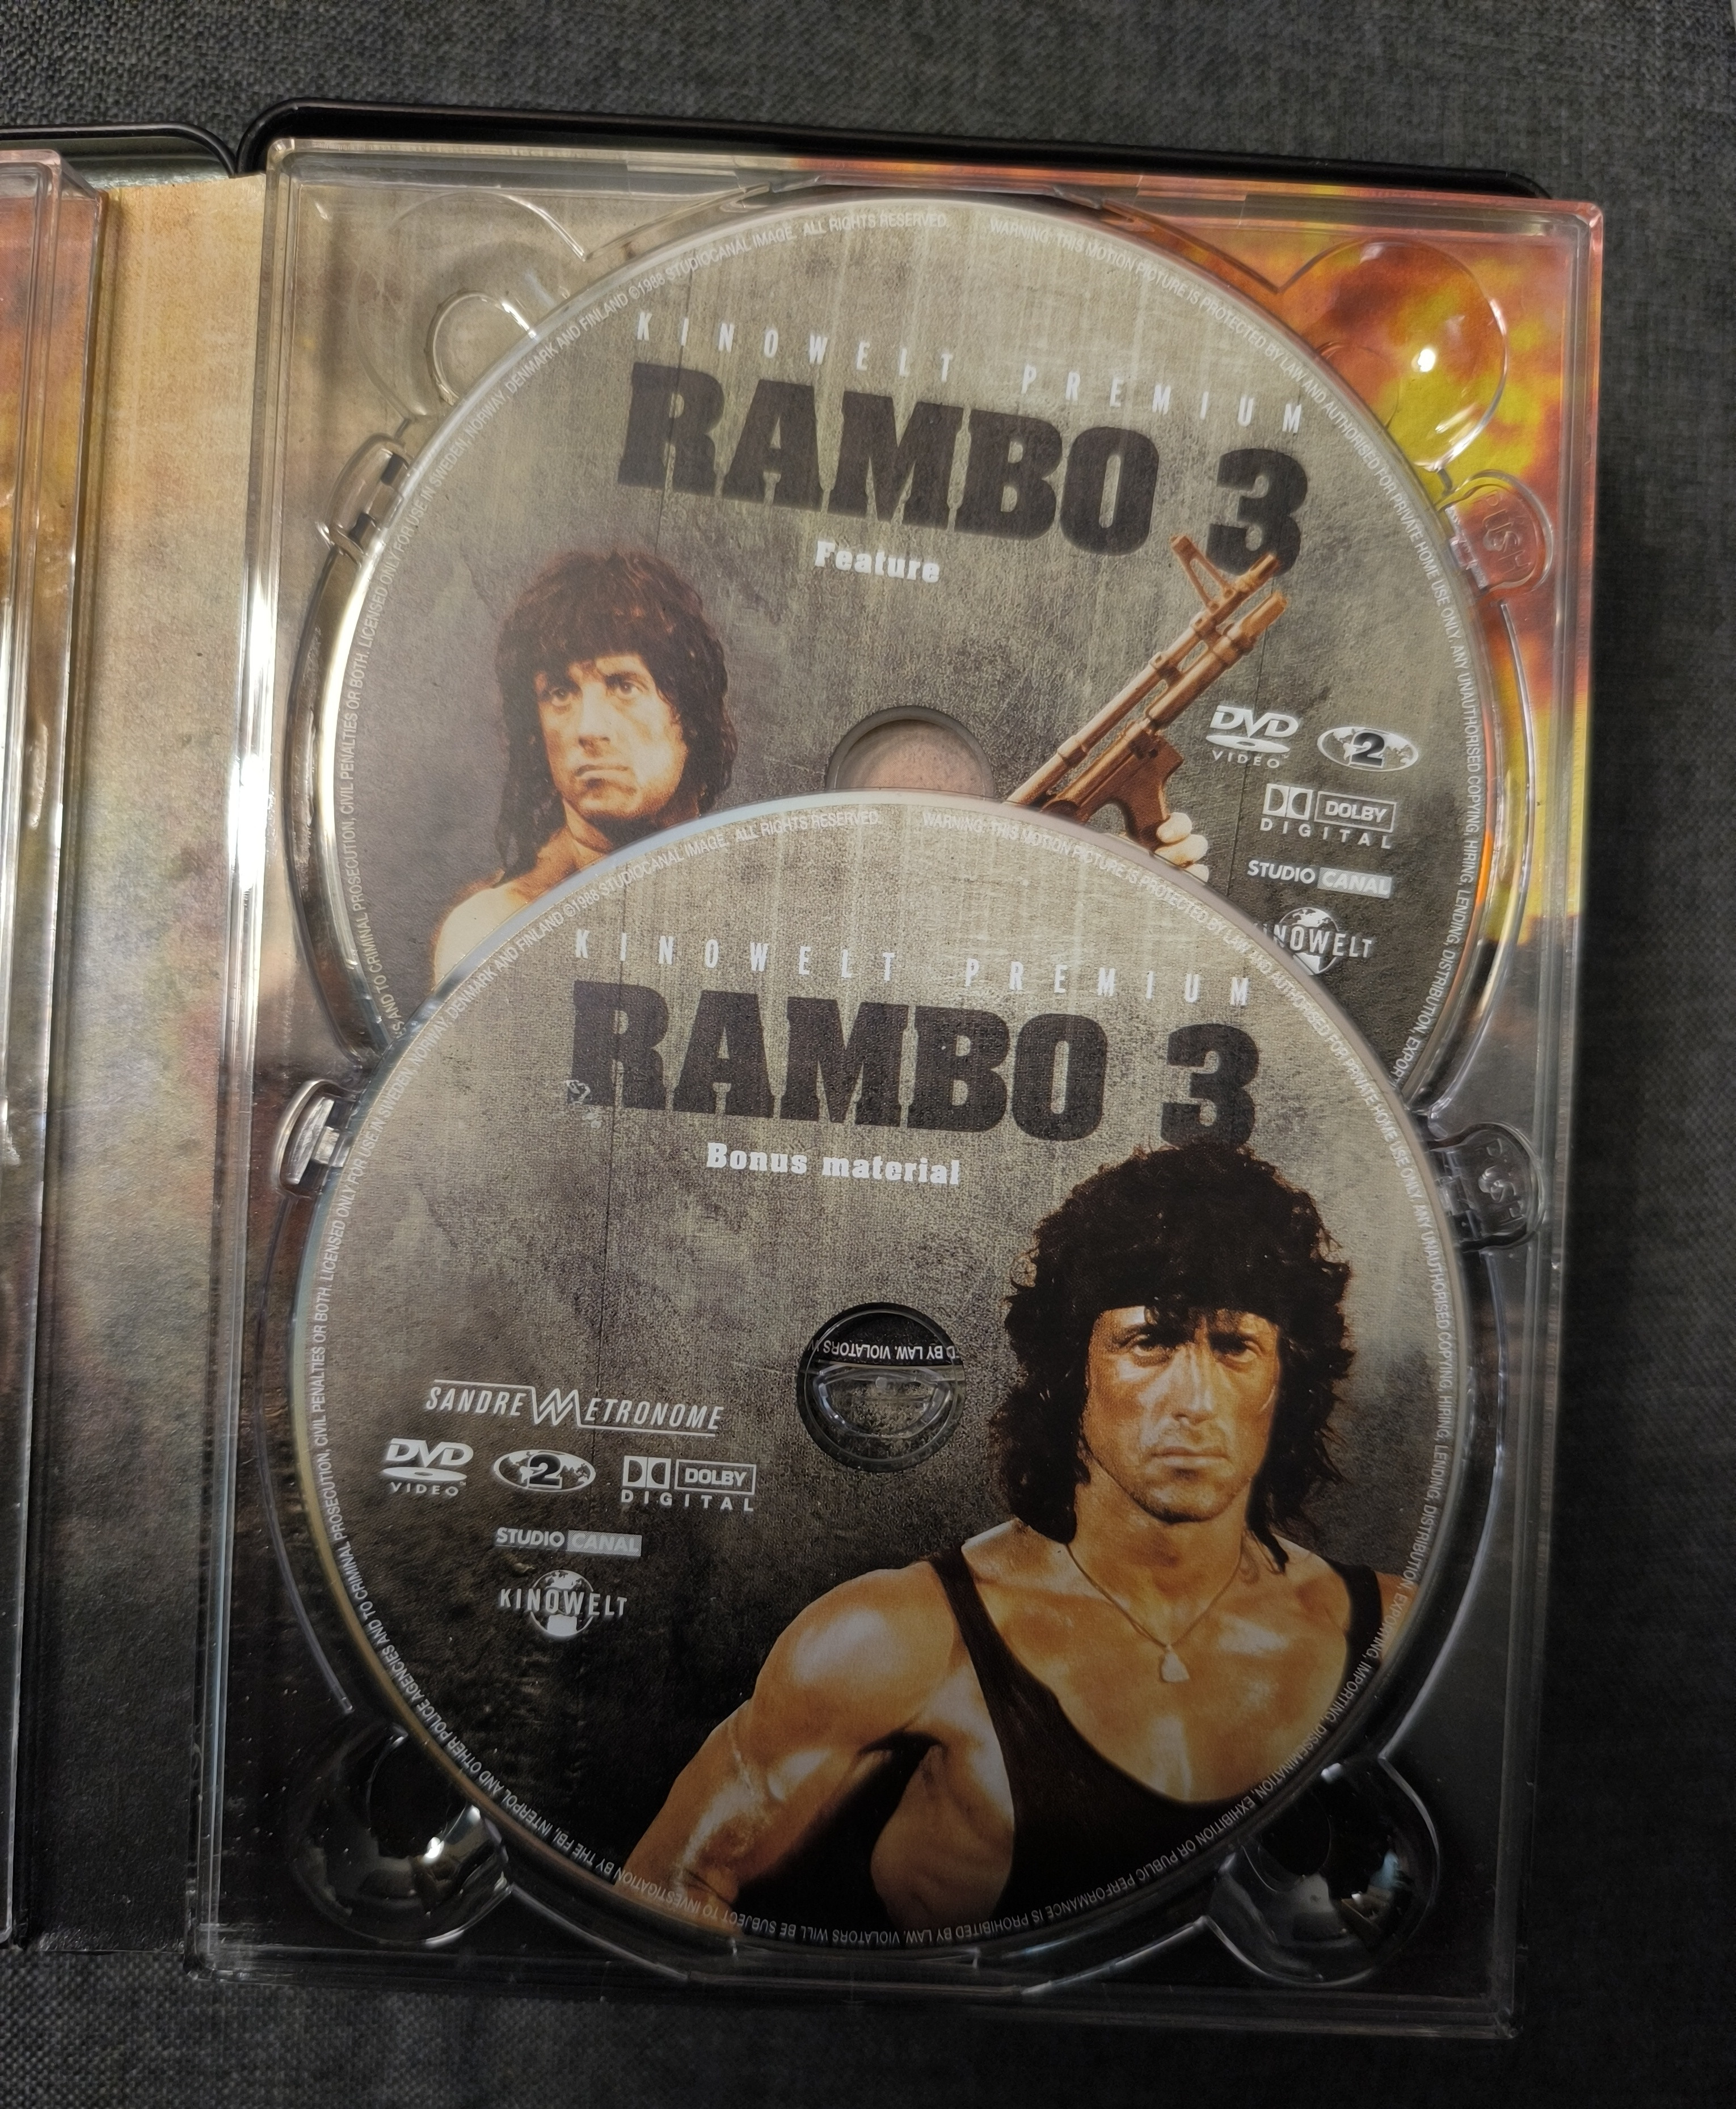 LICENSED ONLY FOR USE IN SWEDEN, NORWAY, DENMARK AND FINLAND ©1988 STUDIOCANAL IMAGE. ALL RIGHTS RESERVED. WARNING: THIS MOTION PICTURE IS PROTECTED BY LAW AND AUTHORISED FOR PRIVATE HOME USE ONLY. ANY UNAUTHORISED COPYING, HIRING, LENDING, DISTRIBUTION, EXPOR
S AND TO CRIMINAL PROSECUTION, CIVIL PENALTIES OR BOTH.
KINOWELT PREMIUM
RAMBO 3
Feature
DVD
VIDEO
2
DOLBY
DIGITAL
STUDIO CANAL
INOWELT
PUSH
LICENSED ONLY FOR USE IN SWEDEN, NORWAY, DENMARK AND FINLAND ©1988 STUDIOCANAL IMAGE. ALL RIGHTS RESERVED. WARNING: THIS MOTION PICTURE IS PROTECTED BY LAW AND AUTHORISED FOR PRIVATE HOME USE ONLY. ANY UNAUTHORISED COPYING, HIRING, LENDING, DISTRIBUTION, EXPORTING, IMPORTING, DISSEMINATION, EXHIBITION OR PUBLIC PERFORMANCE IS PROHIBITED BY LAW. VIOLATORS WILL BE SUBJECT TO INVESTIGATION BY THE FBI, INTERPOL AND OTHER POLICE AGENCIES AND TO CRIMINAL PROSECUTION, CIVIL PENALTIES OR BOTH.
KINOWELT PREMIUM
RAMBO 3
Bonus material
PUSH
D BY LAW. VIOLATORS W
SANDREW METRONOME
DVD
VIDEO
2
DOLBY
DIGITAL
STUDIO CANAL
KINOWELT